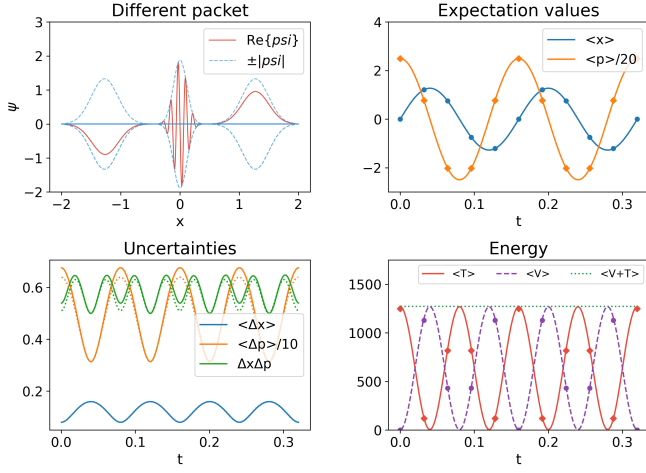 Different packet
3
2
1
0
−1
−2
ψ
Re{psi}
±|psi|
−2
−1
0
1
2
x
Expectation values
4
2
0
−2
<x>
<p>/20
0.0
0.1
0.2
0.3
t
Uncertainties
0.6
0.4
0.2
<Δx>
<Δp>/10
ΔxΔp
0.0
0.1
0.2
0.3
t
Energy
1500
1000
500
0
<T>
<V>
<V+T>
0.0
0.1
0.2
0.3
t